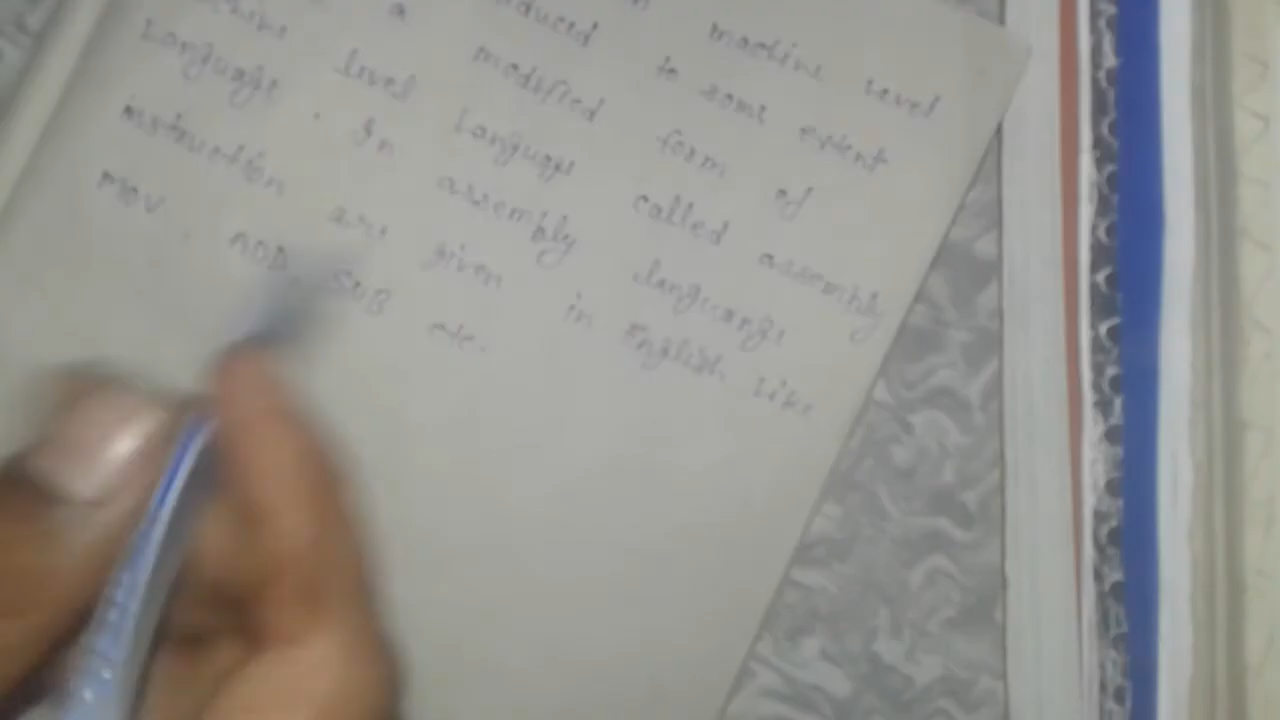 machine level
duced to some extent
a modified form of
chine level Language called assembly
Language . In assembly language
instruction are given in English like
MOV , ADD SUB etc.